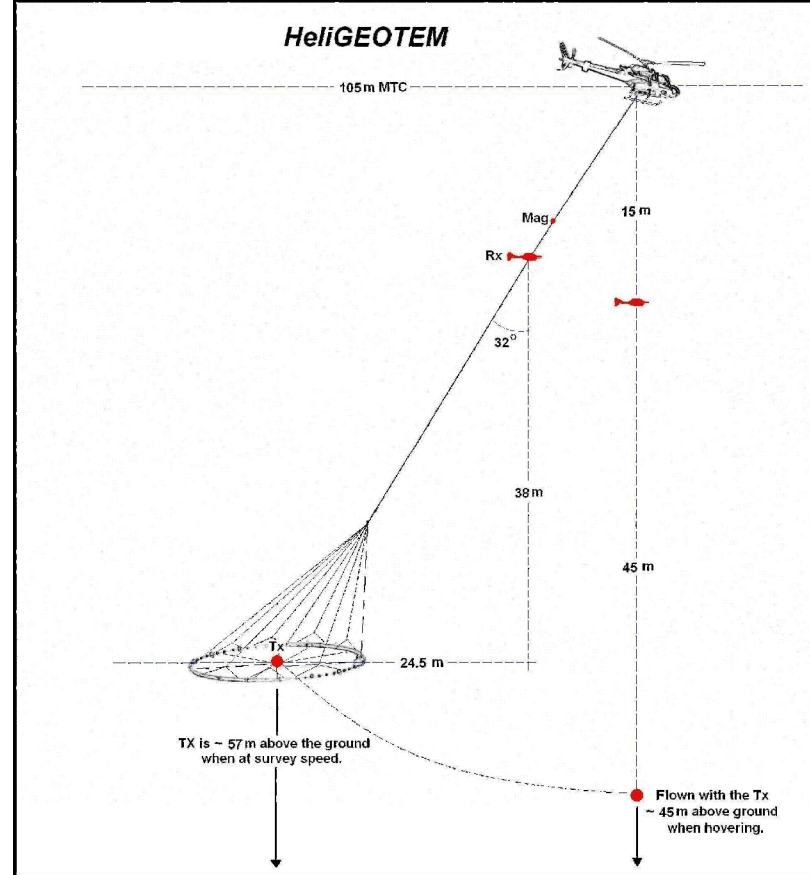 HeliGEOTEM
105 m MTC
Mag
15 m
Rx
32°
38 m
45 m
Tx
24.5 m
TX is ~ 57 m above the ground
when at survey speed.
Flown with the Tx
~ 45 m above ground
when hovering.